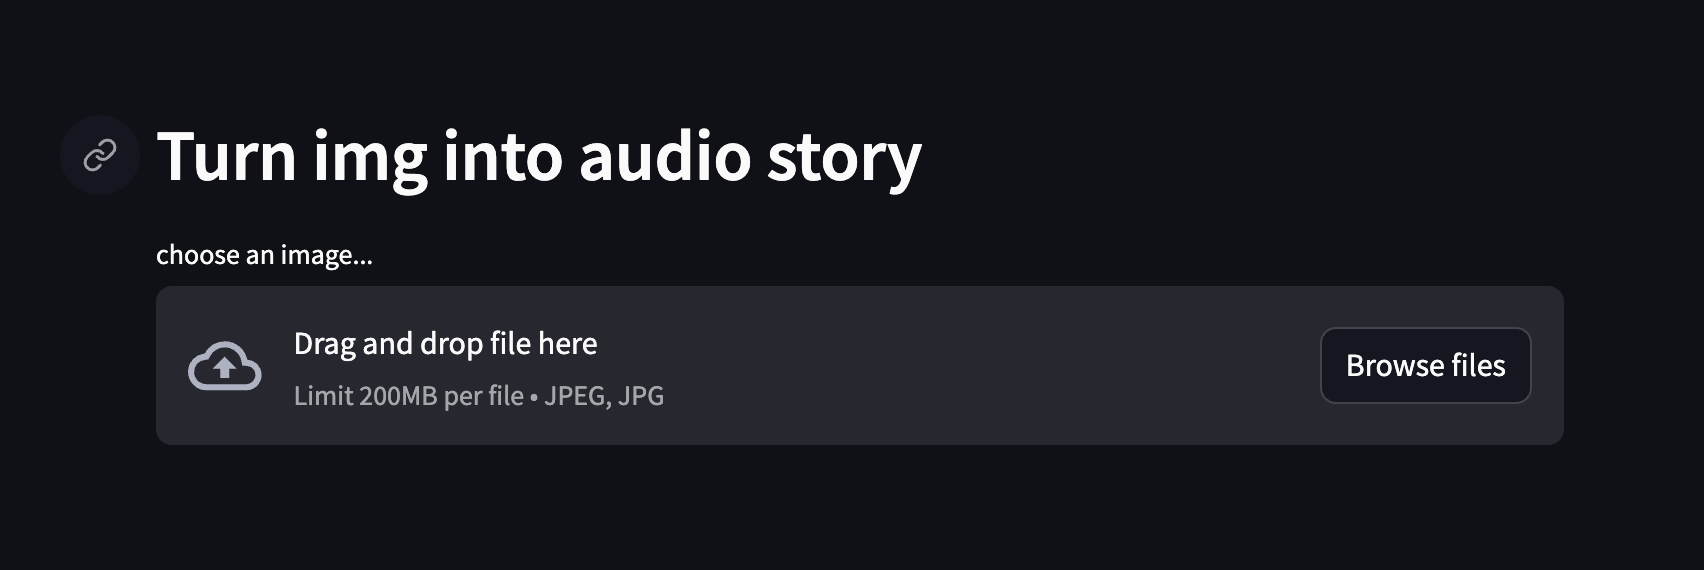 Turn img into audio story
choose an image...
Drag and drop file here
Limit 200MB per file • JPEG, JPG
Browse files